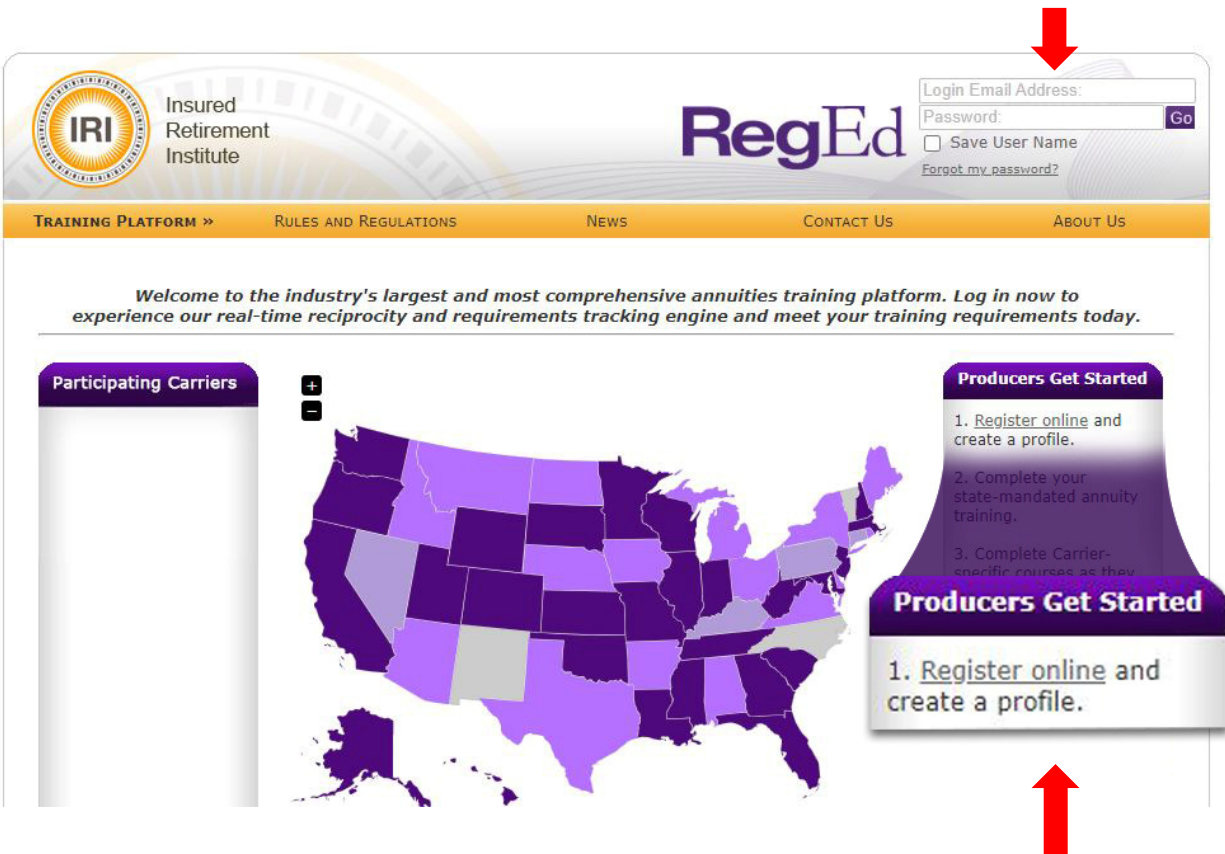 IRI
Insured
Retirement
Institute
RegEd
Login Email Address:
Password:
Go
Save User Name
Forgot my password?
TRAINING PLATFORM »
RULES AND REGULATIONS
NEWS
CONTACT US
ABOUT US
Welcome to the industry's largest and most comprehensive annuities training platform. Log in now to
experience our real-time reciprocity and requirements tracking engine and meet your training requirements today.
Participating Carriers
+
−
Producers Get Started
1. Register online and
create a profile.
2. Complete your
state-mandated annuity
training.
3. Complete Carrier-
specific courses as they
Producers Get Started
1. Register online and
create a profile.